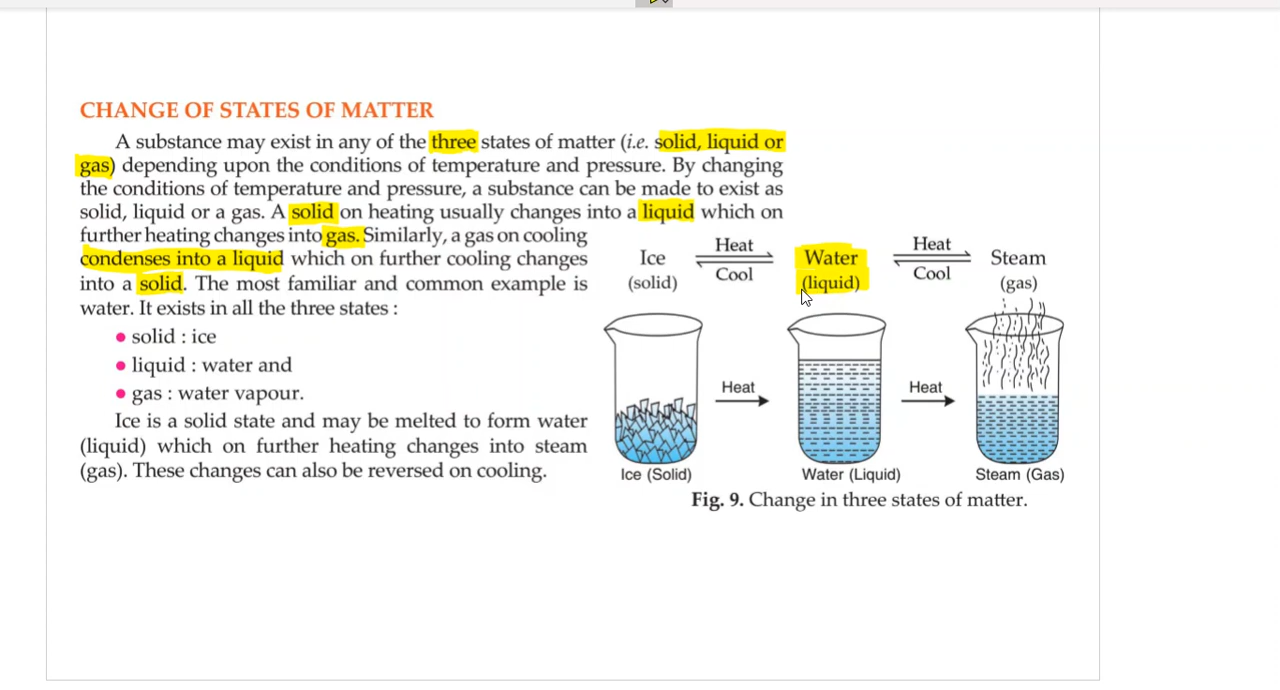 CHANGE OF STATES OF MATTER
A substance may exist in any of the three states of matter (i.e. solid, liquid or
gas) depending upon the conditions of temperature and pressure. By changing
the conditions of temperature and pressure, a substance can be made to exist as
solid, liquid or a gas. A solid on heating usually changes into a liquid which on
further heating changes into gas. Similarly, a gas on cooling
condenses into a liquid which on further cooling changes
into a solid. The most familiar and common example is
water. It exists in all the three states :
• solid : ice
• liquid : water and
• gas : water vapour.
Ice is a solid state and may be melted to form water
(liquid) which on further heating changes into steam
(gas). These changes can also be reversed on cooling.
Ice Heat Water Heat Steam
(solid) Cool (liquid) Cool (gas)
Heat Heat
Ice (Solid) Water (Liquid) Steam (Gas)
Fig. 9. Change in three states of matter.